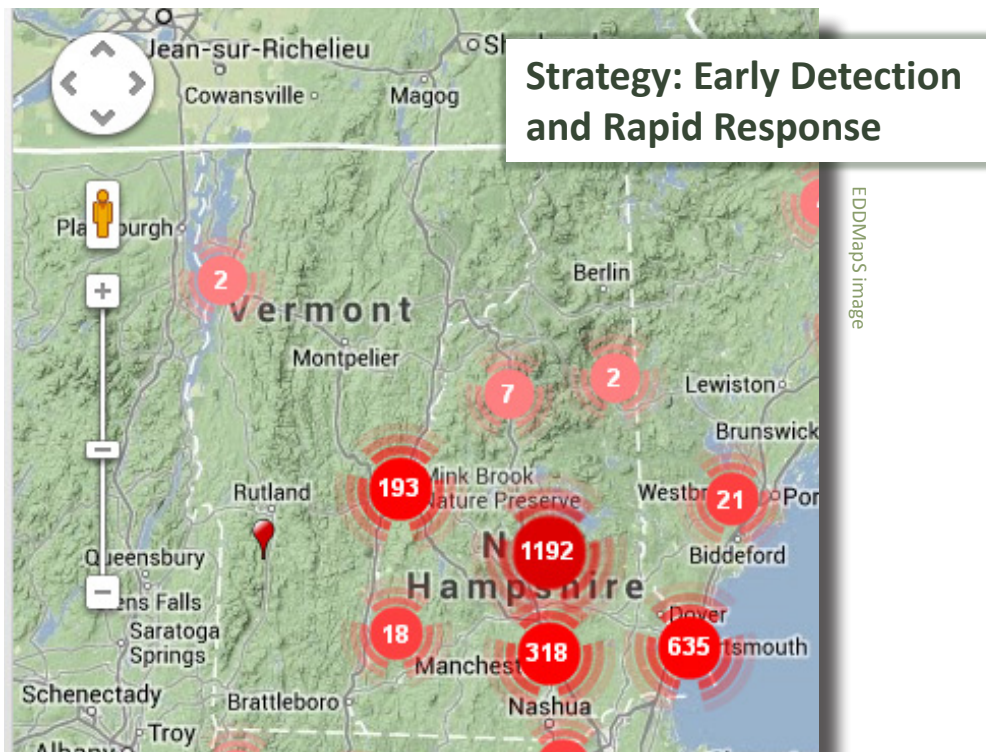 Jean-sur-Richelieu
Cowansville
Magog
Strategy: Early Detection
and Rapid Response
EDDMapS image
Berlin
2
Vermont
Montpelier
7
2
Lewiston
Brunswick
193
Mink Brook
Nature Preserve
21
Rutland
1192
Biddeford
Hampshire
Queensbury
Dover
18
318
635
Saratoga
Springs
Schenectady
Brattleboro
Nashua
Troy
Albany